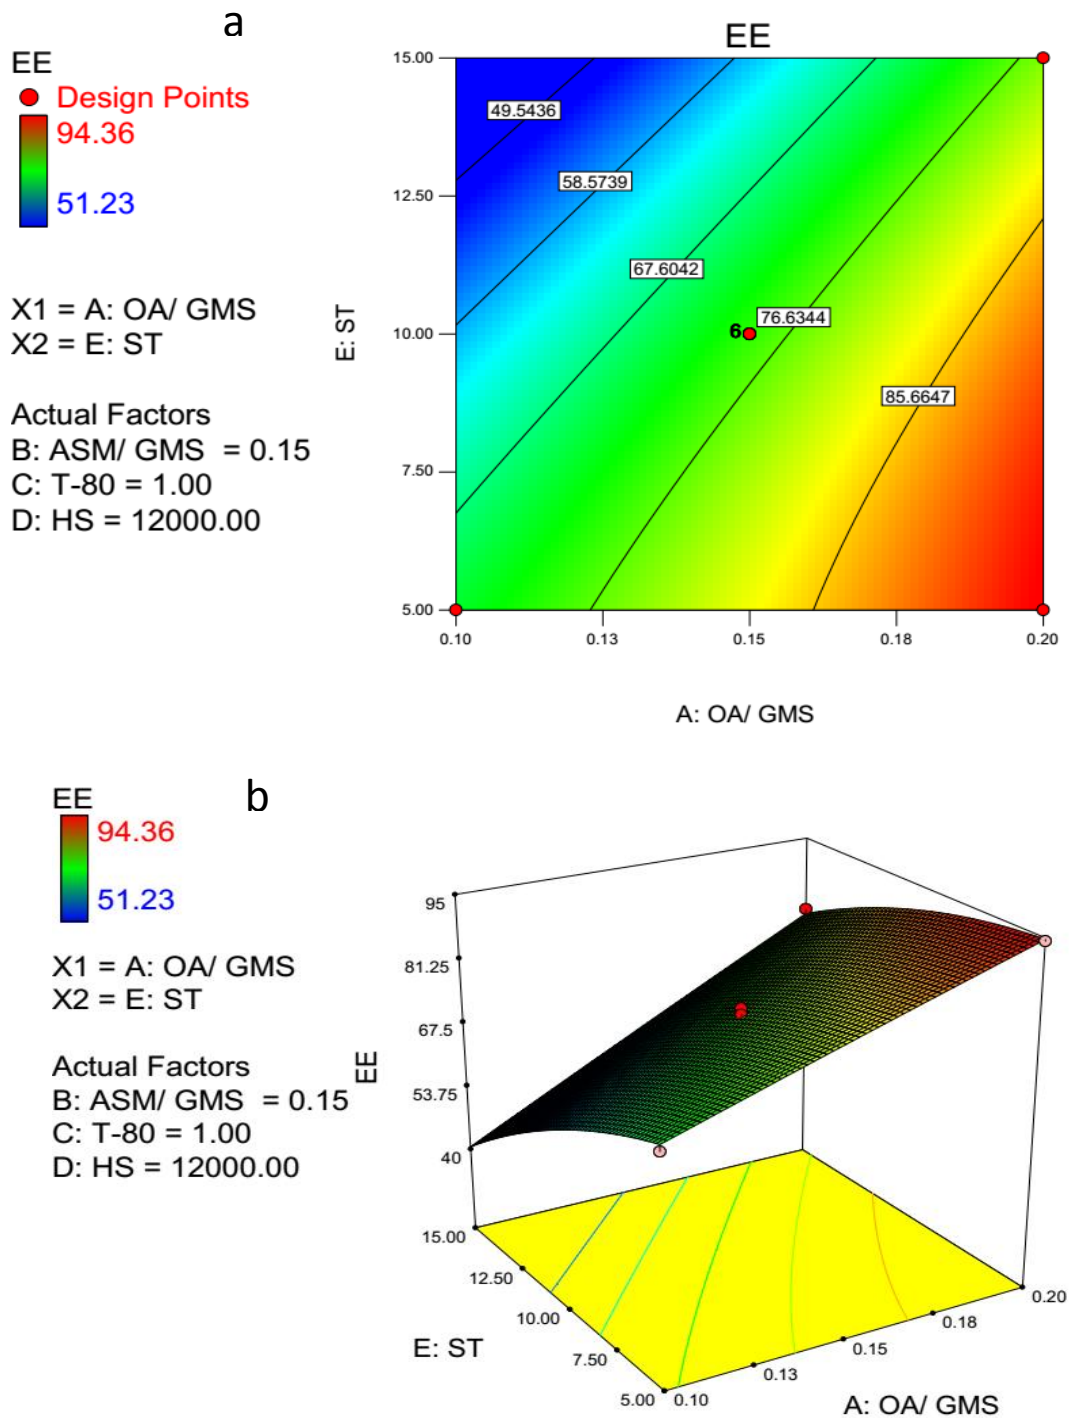 a
EE
Design Points
94.36
51.23
X1 = A: OA/ GMS
X2 = E: ST
Actual Factors
B: ASM/ GMS = 0.15
C: T-80 = 1.00
D: HS = 12000.00
EE
15.00
12.50
10.00
7.50
5.00
E: ST
49.5436
58.5739
67.6042
76.6344
6
85.6647
0.10
0.13
0.15
0.18
0.20
A: OA/ GMS
b
EE
94.36
51.23
X1 = A: OA/ GMS
X2 = E: ST
Actual Factors
B: ASM/ GMS = 0.15
C: T-80 = 1.00
D: HS = 12000.00
95
81.25
67.5
53.75
40
EE
15.00
12.50
10.00
7.50
5.00
E: ST
0.10
0.13
0.15
0.18
0.20
A: OA/ GMS